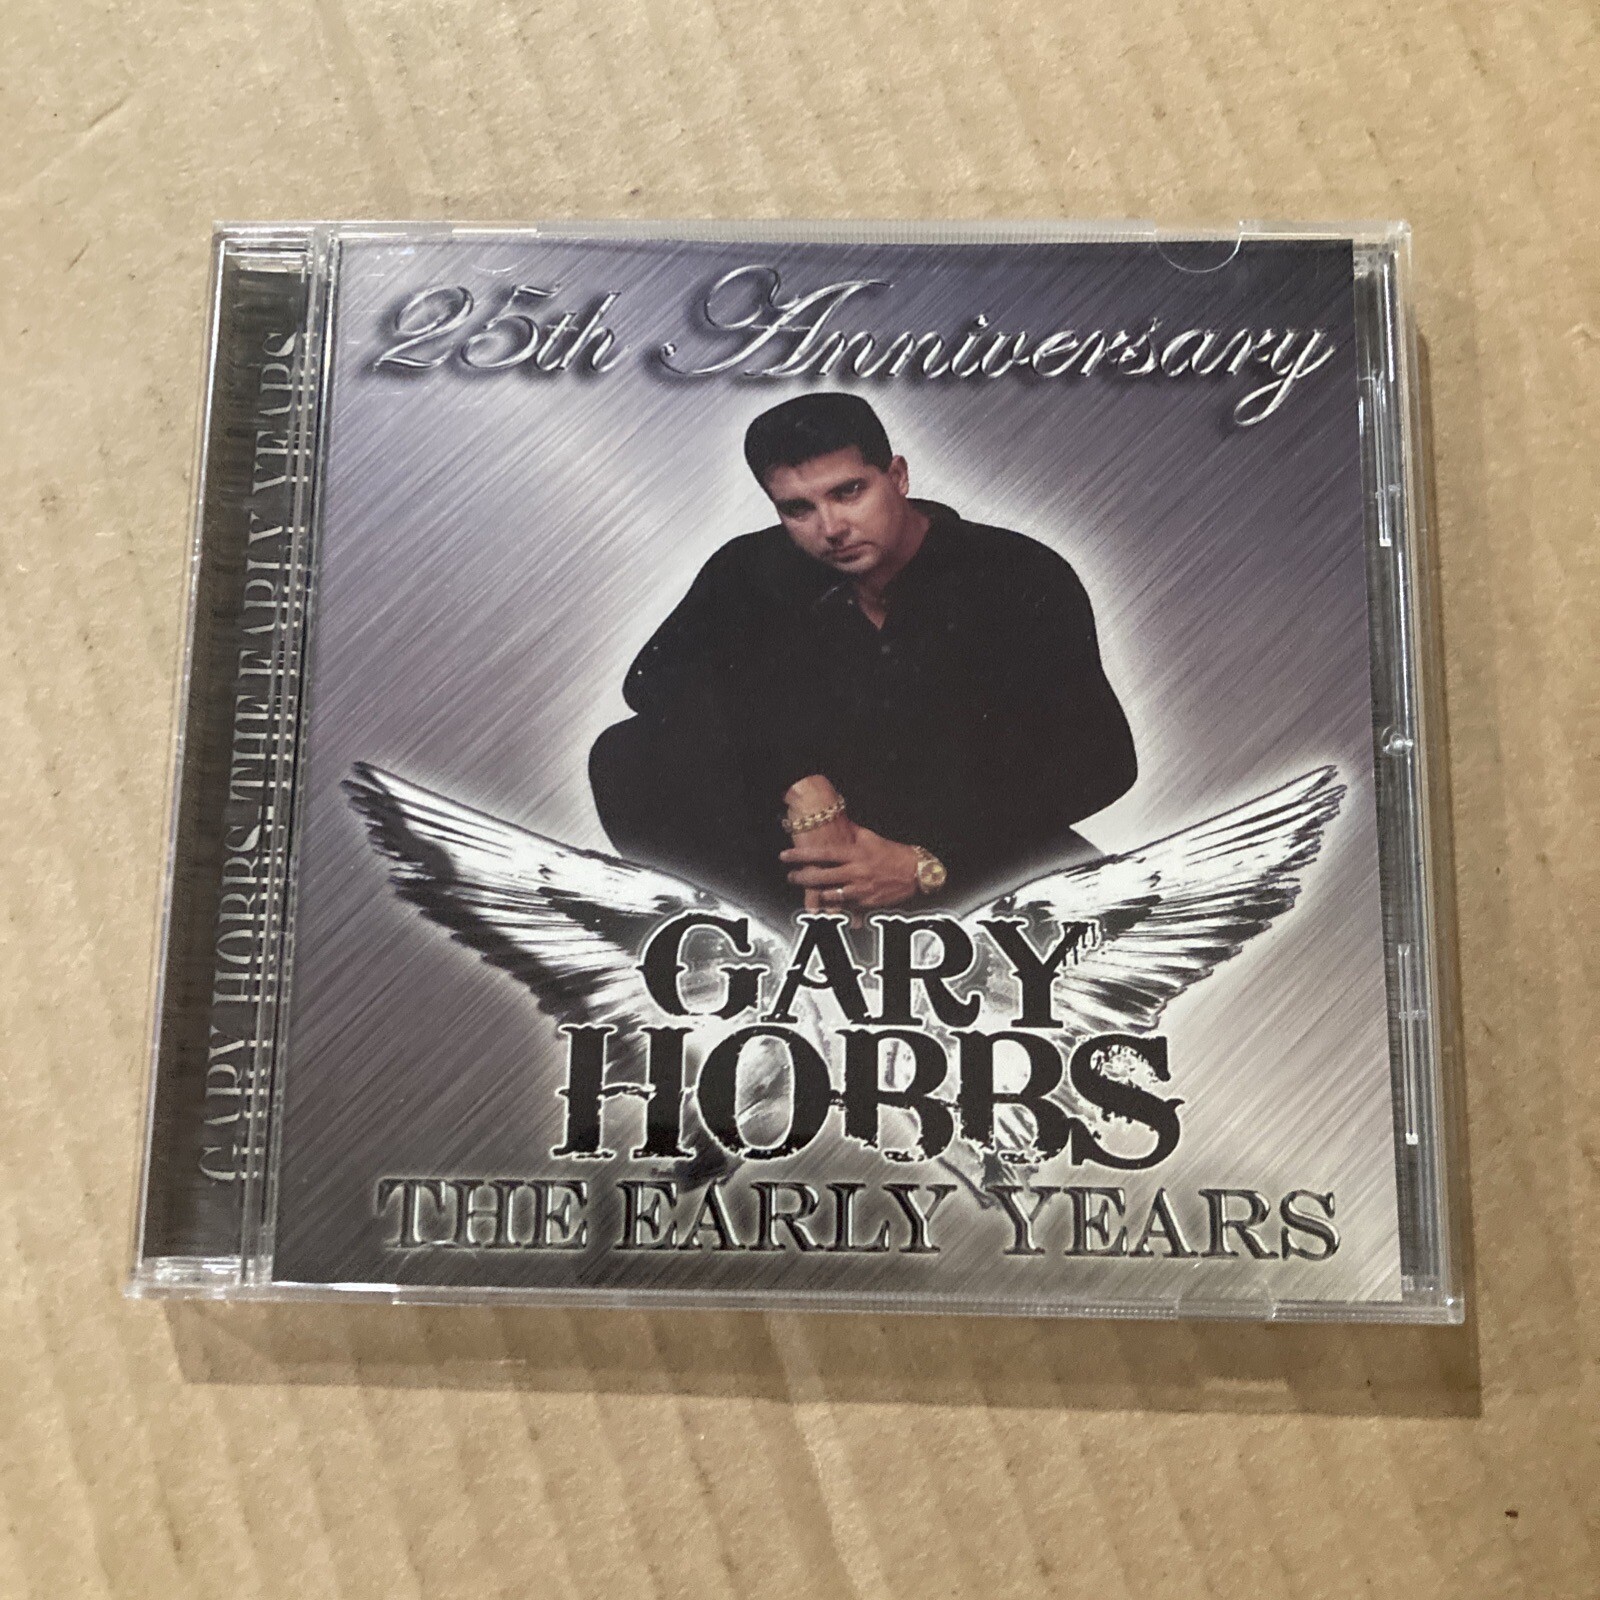 25th Anniversary
GARY
HOBBS
THE EARLY YEARS
GARY HOBBS THE EARLY YEARS